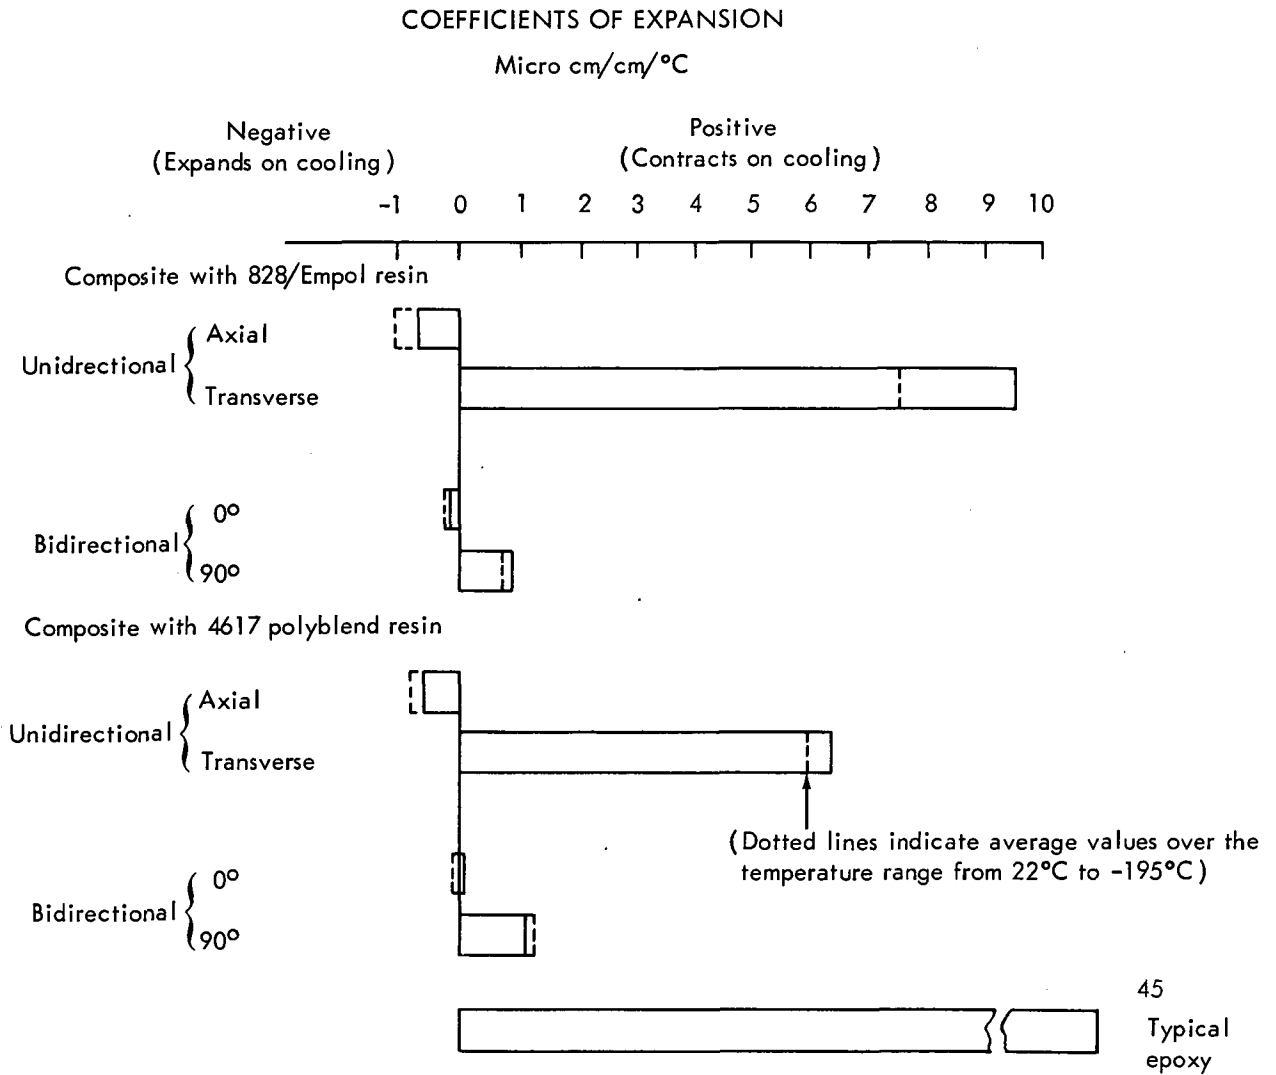 COEFFICIENTS OF EXPANSION
Micro cm/cm/°C
Negative
(Expands on cooling)
Positive
(Contracts on cooling)
-1 0 1 2 3 4 5 6 7 8 9 10
Composite with 828/Empol resin
Axial
Unidrectional
Transverse
0°
Bidirectional
90°
Composite with 4617 polyblend resin
Axial
Unidirectional
Transverse
(Dotted lines indicate average values over the
temperature range from 22°C to -195°C)
0°
Bidirectional
90°
45
Typical
epoxy